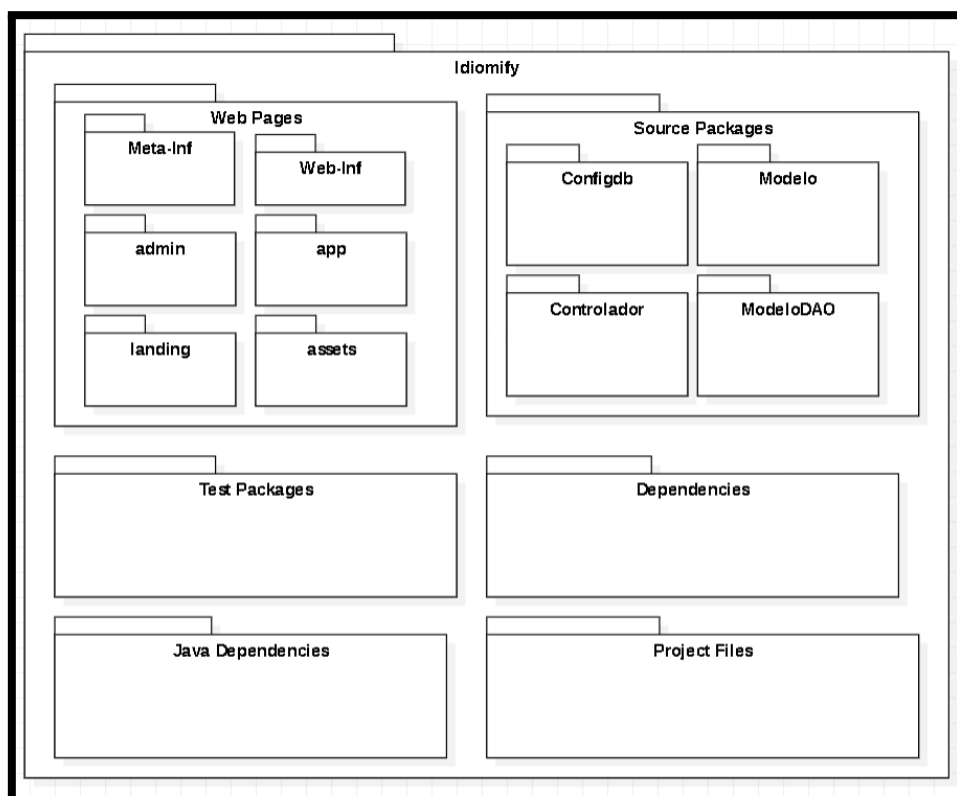 Idiomify
Web Pages
Meta-Inf
Web-Inf
admin
app
landing
assets
Source Packages
Configdb
Modelo
Controlador
ModeloDAO
Test Packages
Dependencies
Java Dependencies
Project Files